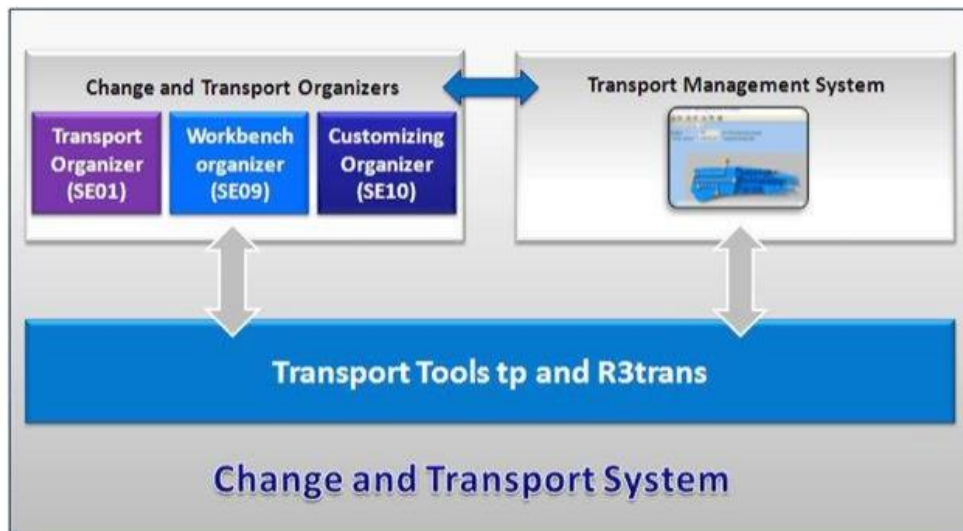 Change and Transport Organizers
Transport Management System
Transport
Organizer
(SE01)
Workbench
organizer
(SE09)
Customizing
Organizer
(SE10)
Transport Tools tp and R3trans
Change and Transport System